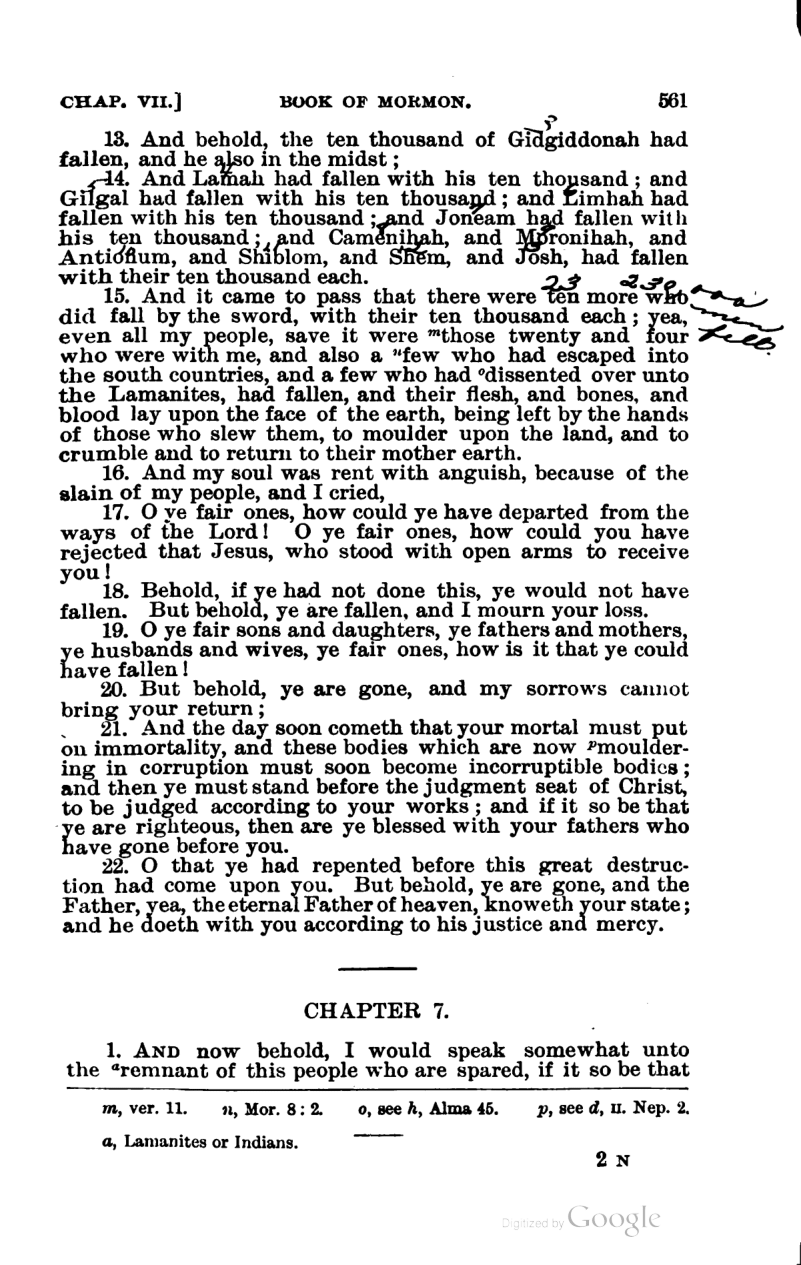 CHAP. VII.] BOOK OF MORMON. 561
13. And behold, the ten thousand of Gidgiddonah had
fallen, and he also in the midst ;
14. And Lamah had fallen with his ten thousand ; and
Gilgal had fallen with his ten thousand ; and Limhah had
fallen with his ten thousand ; and Joneam had fallen with
his ten thousand ; and Camenihah, and Moronihah, and
Antionum, and Shiblom, and Shem, and Josh, had fallen
with their ten thousand each.
23 230,000
15. And it came to pass that there were ten more who
did fall by the sword, with their ten thousand each ; yea,
men
even all my people, save it were mthose twenty and four
fell
who were with me, and also a nfew who had escaped into
the south countries, and a few who had odissented over unto
the Lamanites, had fallen, and their flesh, and bones, and
blood lay upon the face of the earth, being left by the hands
of those who slew them, to moulder upon the land, and to
crumble and to return to their mother earth.
16. And my soul was rent with anguish, because of the
slain of my people, and I cried,
17. O ye fair ones, how could ye have departed from the
ways of the Lord! O ye fair ones, how could you have
rejected that Jesus, who stood with open arms to receive
you!
18. Behold, if ye had not done this, ye would not have
fallen. But behold, ye are fallen, and I mourn your loss.
19. O ye fair sons and daughters, ye fathers and mothers,
ye husbands and wives, ye fair ones, how is it that ye could
have fallen!
20. But behold, ye are gone, and my sorrows cannot
bring your return ;
21. And the day soon cometh that your mortal must put
on immortality, and these bodies which are now pmoulder-
ing in corruption must soon become incorruptible bodies ;
and then ye must stand before the judgment seat of Christ,
to be judged according to your works ; and if it so be that
ye are righteous, then are ye blessed with your fathers who
have gone before you.
22. O that ye had repented before this great destruc-
tion had come upon you. But behold, ye are gone, and the
Father, yea, the eternal Father of heaven, knoweth your state ;
and he doeth with you according to his justice and mercy.
CHAPTER 7.
1. AND now behold, I would speak somewhat unto
the aremnant of this people who are spared, if it so be that
m, ver. 11. n, Mor. 8 : 2. o, see h, Alma 45. p, see d, II. Nep. 2.
a, Lamanites or Indians.
2 N
Digitized by Google